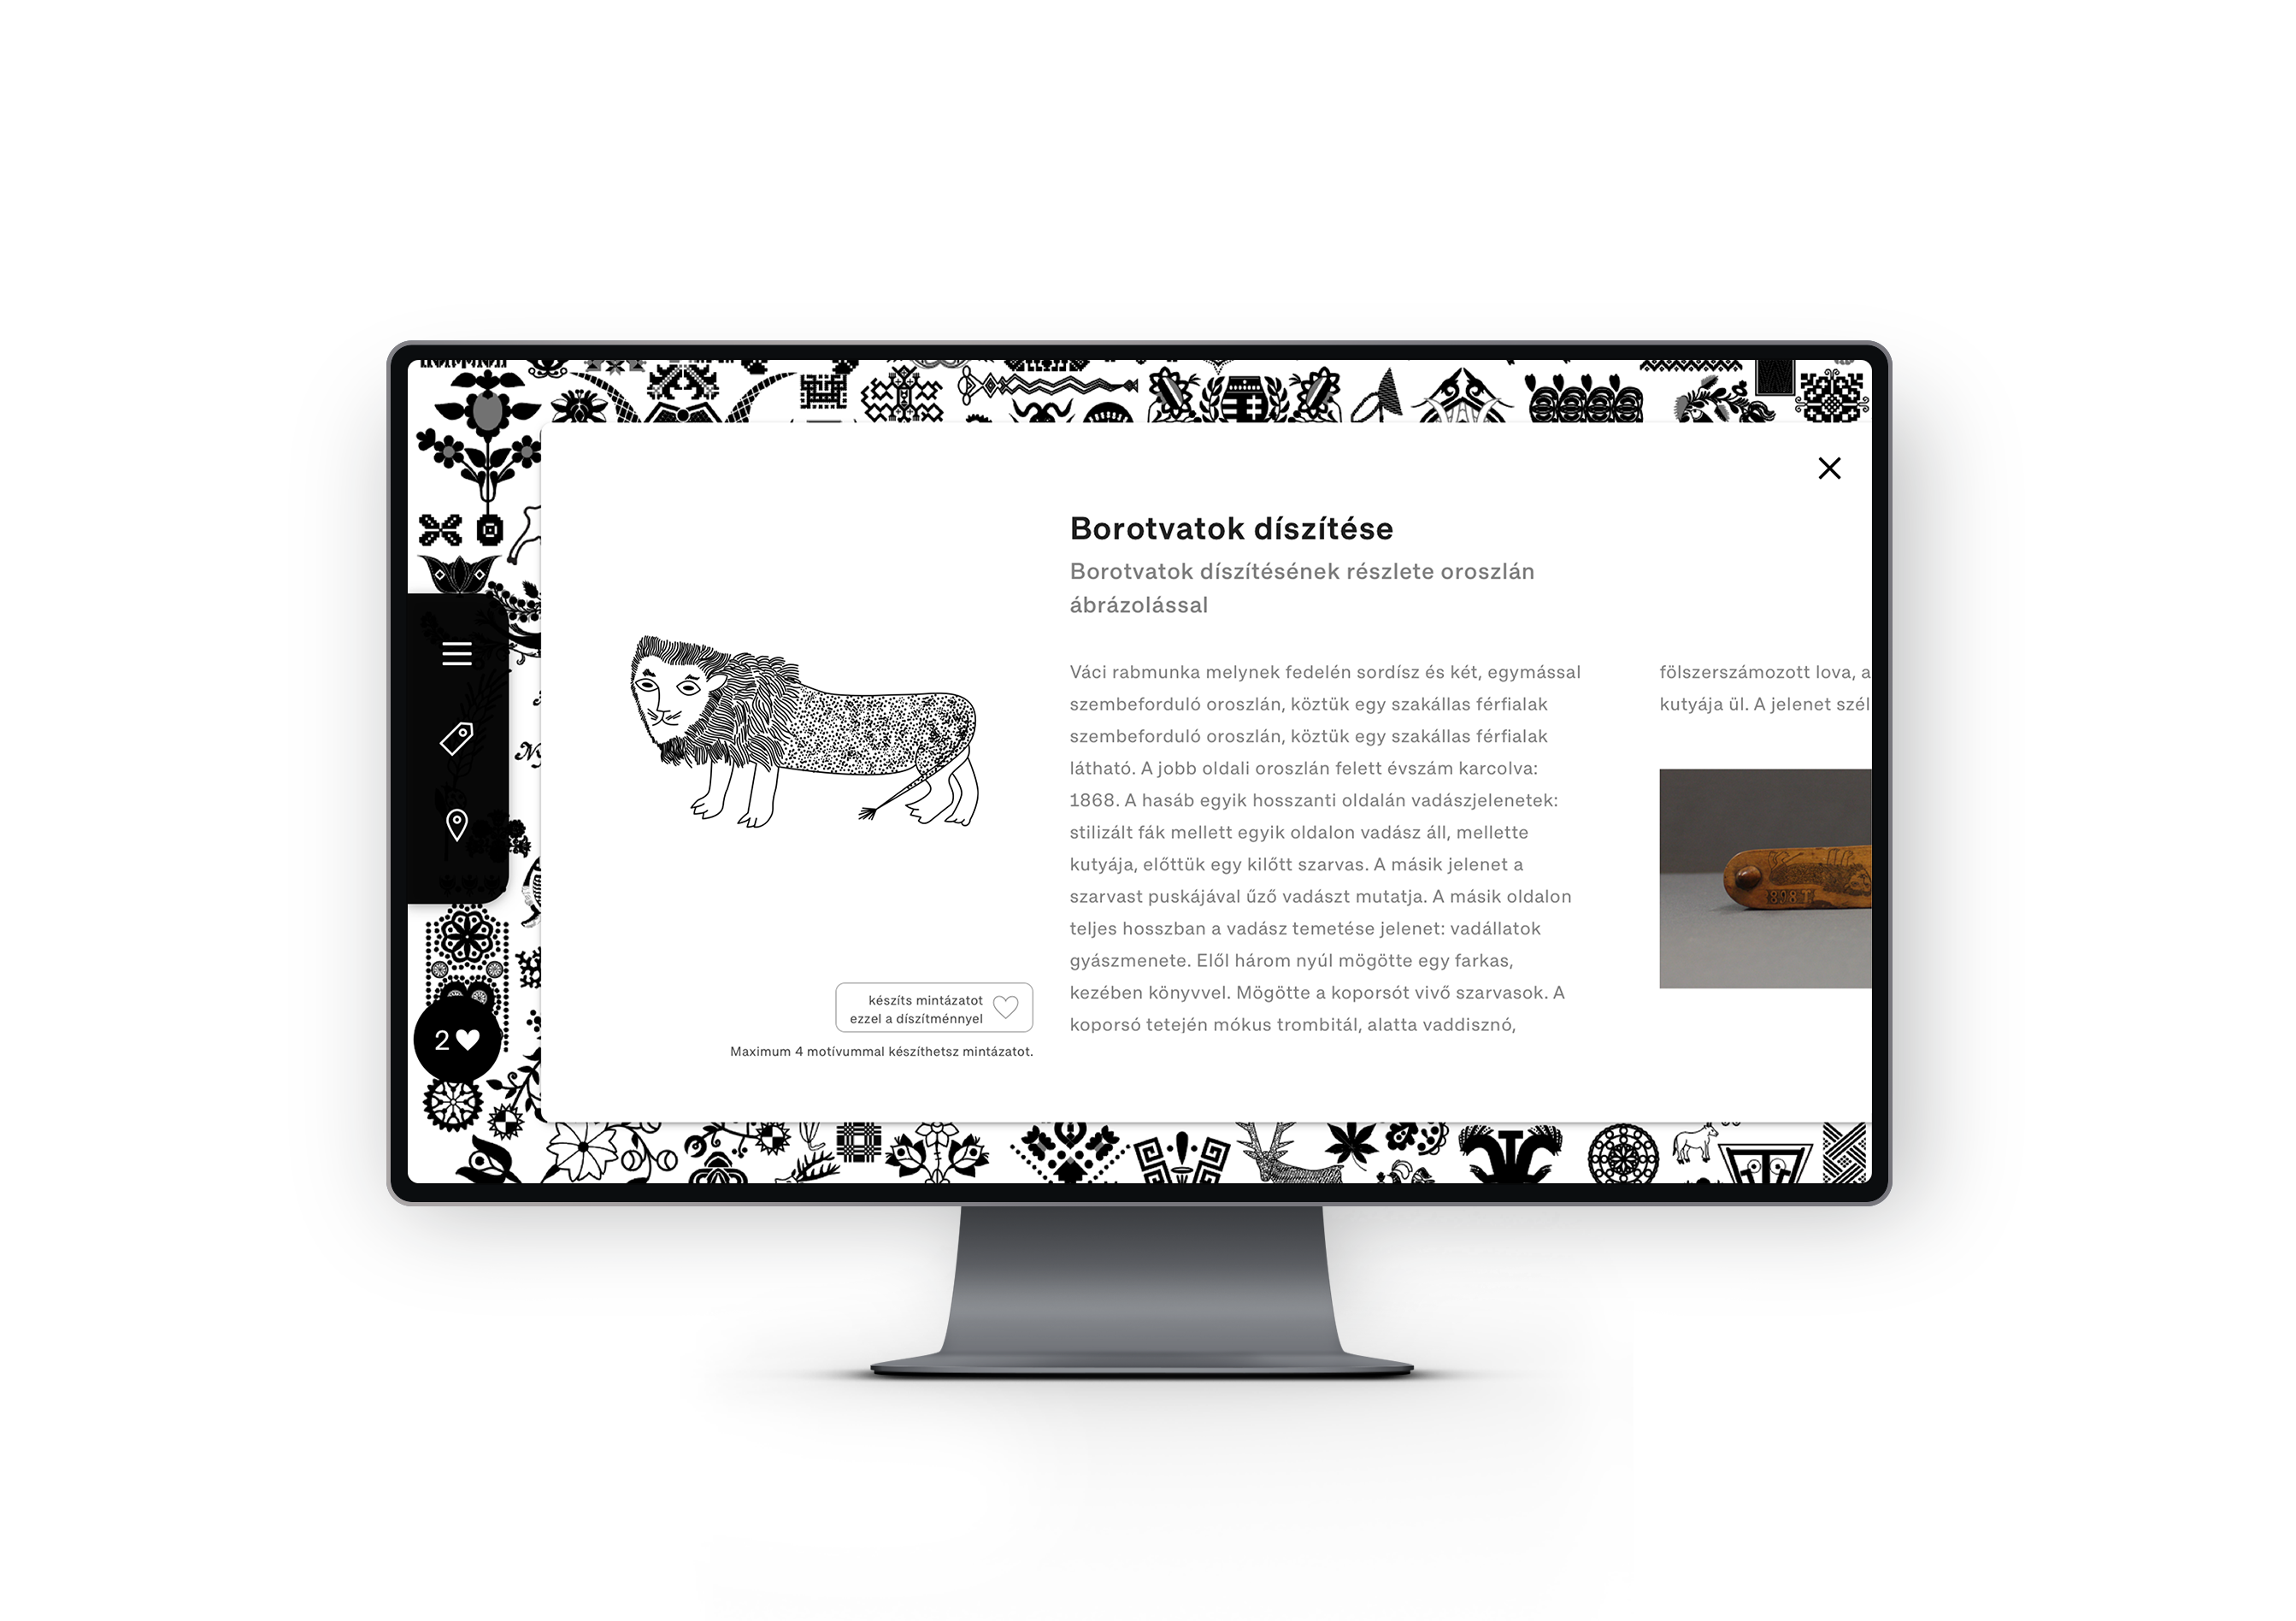 Borotvatok díszítése
Borotvatok díszítésének részlete oroszlán
ábrázolással
Váci rabmunka melynek fedelén sordísz és két, egymással
szembeforduló oroszlán, köztük egy szakállas férfialak
szembeforduló oroszlán, köztük egy szakállas férfialak
látható. A jobb oldali oroszlán felett évszám karcolva:
1868. A hasáb egyik hosszanti oldalán vadászjelenetek:
stilizált fák mellett egyik oldalon vadász áll, mellette
kutyája, előttük egy kilőtt szarvas. A másik jelenet a
szarvast puskájával űző vadászt mutatja. A másik oldalon
teljes hosszban a vadász temetése jelenet: vadállatok
gyászmenete. Elől három nyúl mögötte egy farkas,
kezében könyvvel. Mögötte a koporsót vivő szarvasok. A
koporsó tetején mókus trombitál, alatta vaddisznó,
fölszerszámozott lova, a
kutyája ül. A jelenet szél
készíts mintázatot
ezzel a díszítménnyel
Maximum 4 motívummal készíthetsz mintázatot.
2